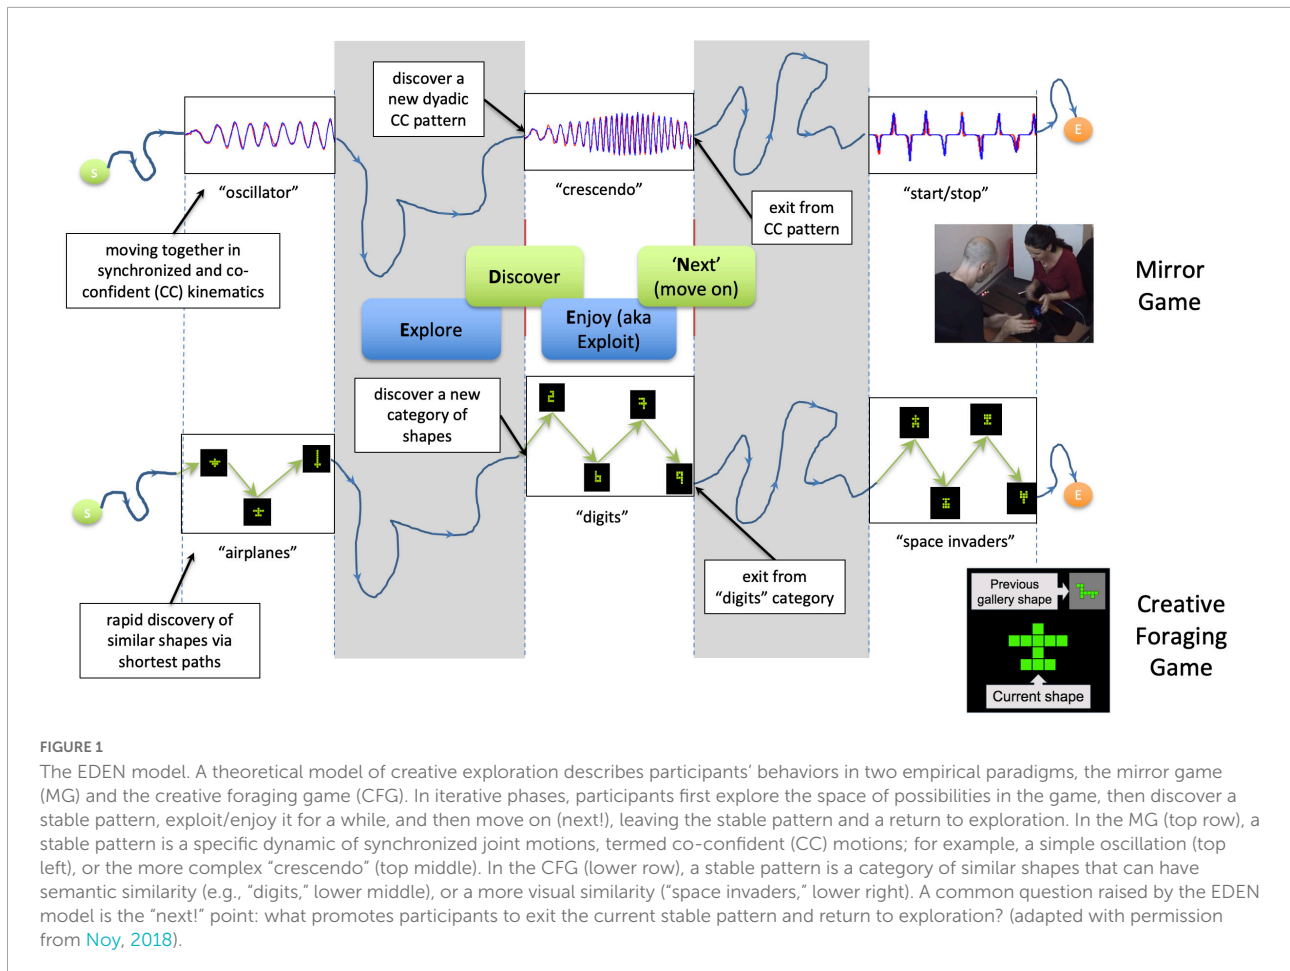 discover a
new dyadic
CC pattern
S
E
“oscillator”
“crescendo”
“start/stop”
exit from
CC pattern
moving together in
synchronized and co-
confident (CC) kinematics
Discover
‘Next’
(move on)
Explore
Enjoy (aka
Exploit)
Mirror
Game
discover a new
category of
shapes
2
7
6
9
S
E
“airplanes”
“digits”
“space invaders”
exit from
“digits” category
rapid discovery of
similar shapes via
shortest paths
Previous
gallery shape
Current shape
Creative
Foraging
Game
FIGURE 1
The EDEN model. A theoretical model of creative exploration describes participants’ behaviors in two empirical paradigms, the mirror game
(MG) and the creative foraging game (CFG). In iterative phases, participants first explore the space of possibilities in the game, then discover a
stable pattern, exploit/enjoy it for a while, and then move on (next!), leaving the stable pattern and a return to exploration. In the MG (top row), a
stable pattern is a specific dynamic of synchronized joint motions, termed co-confident (CC) motions; for example, a simple oscillation (top
left), or the more complex “crescendo” (top middle). In the CFG (lower row), a stable pattern is a category of similar shapes that can have
semantic similarity (e.g., “digits,” lower middle), or a more visual similarity (“space invaders,” lower right). A common question raised by the EDEN
model is the “next!” point: what promotes participants to exit the current stable pattern and return to exploration? (adapted with permission
from Noy, 2018).